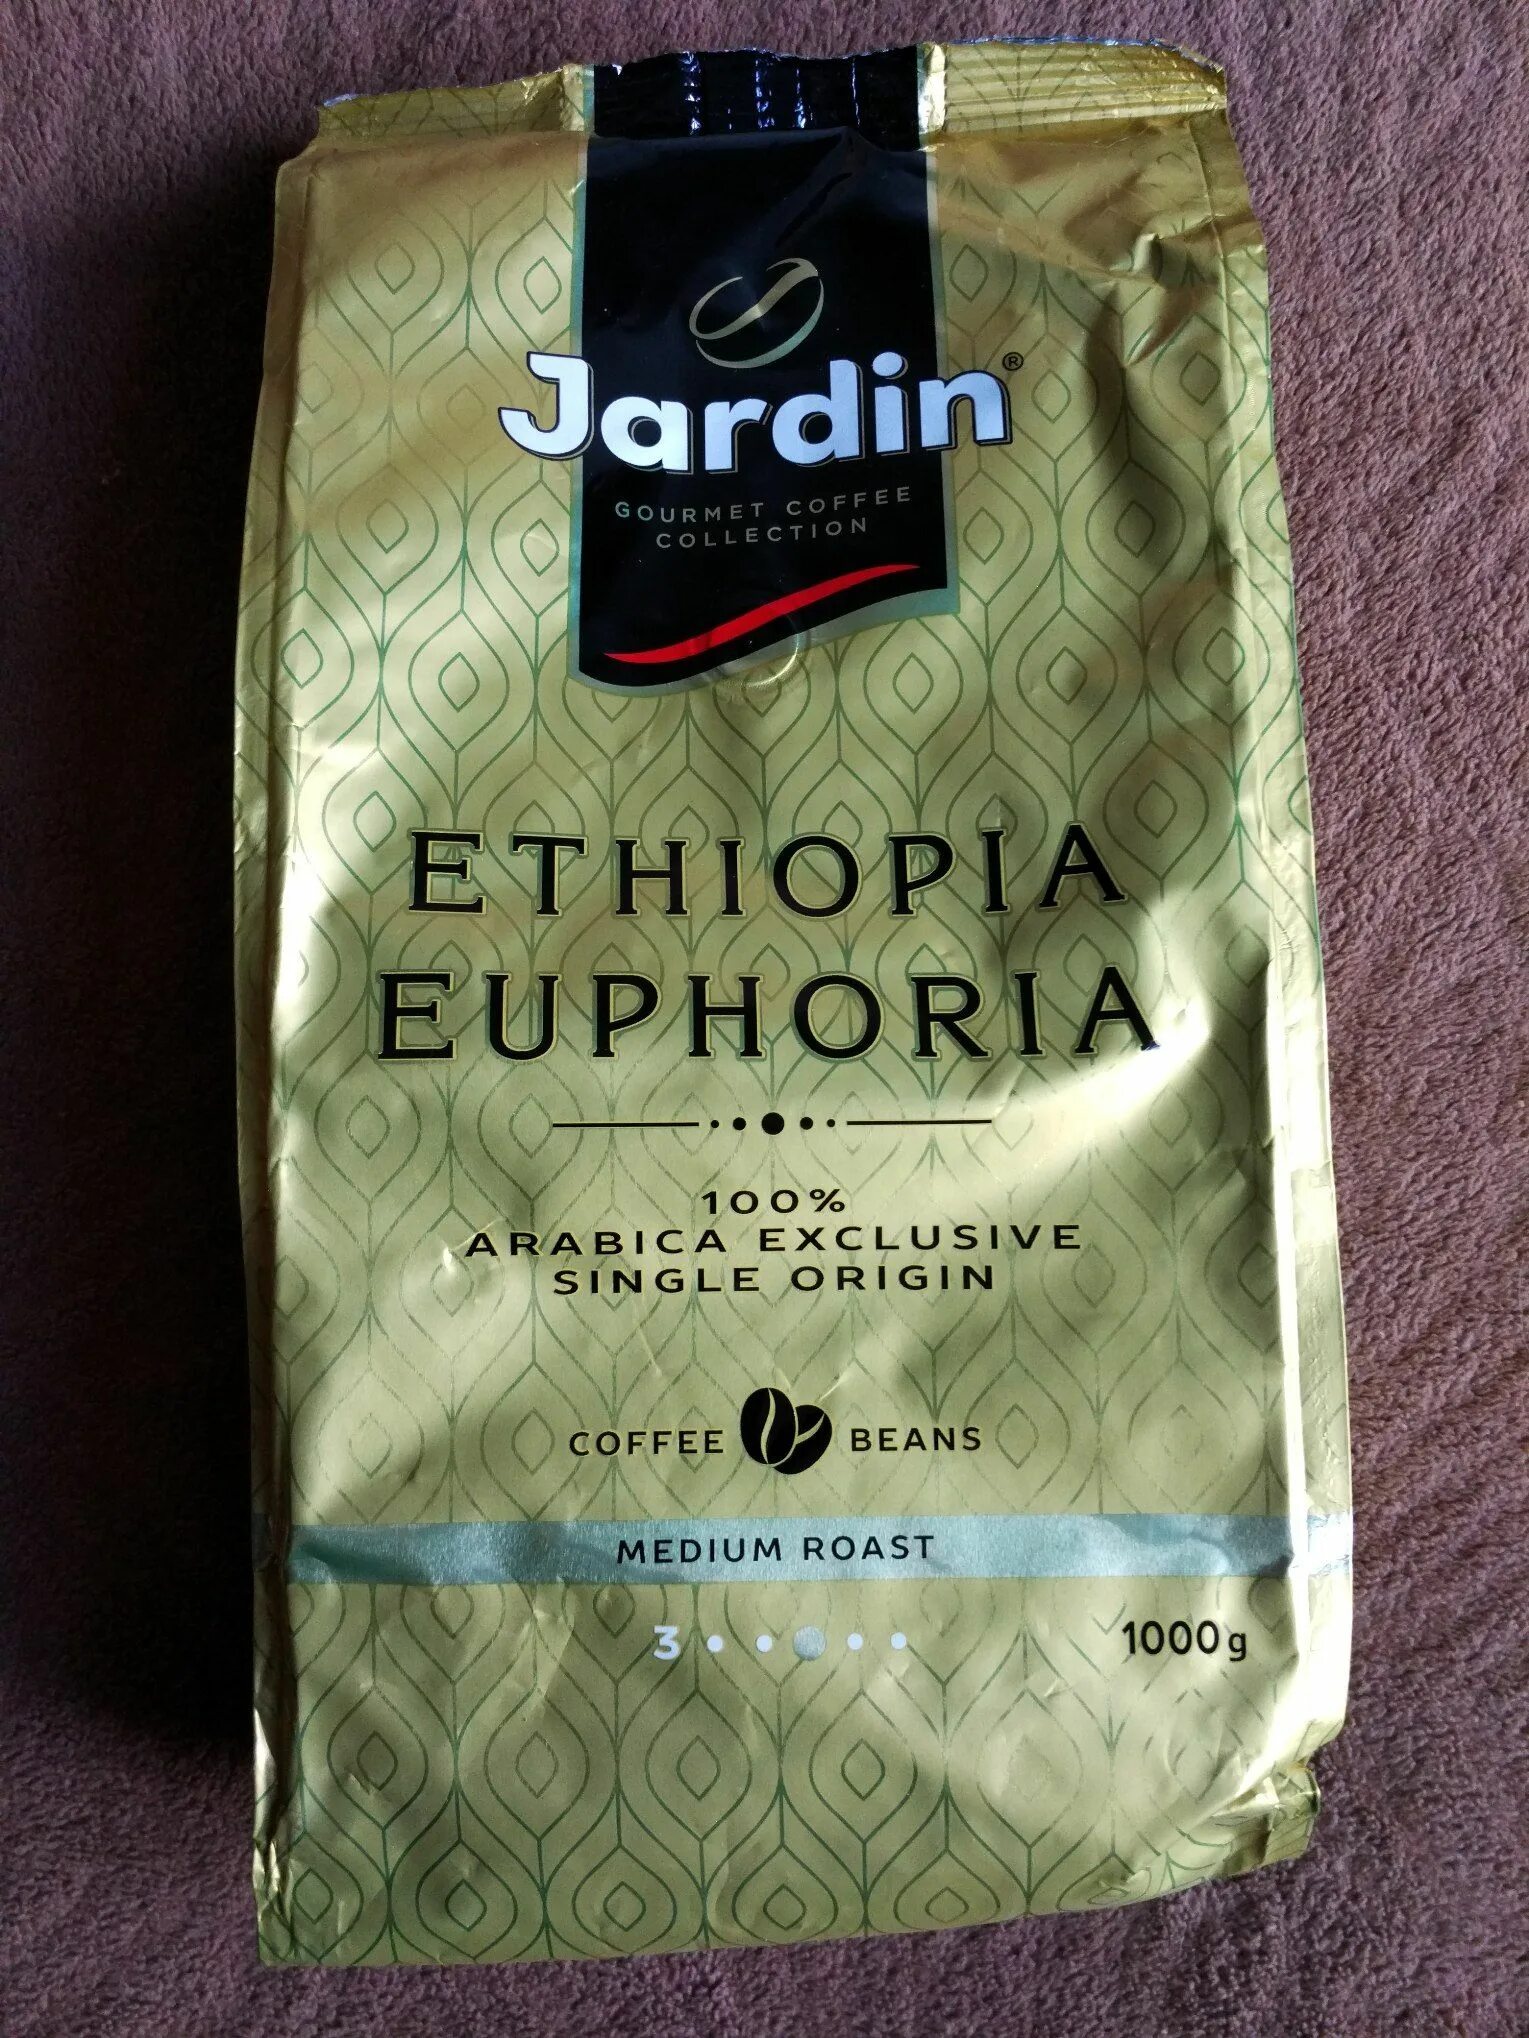 Jardin®
GOURMET COFFEE
COLLECTION
ETHIOPIA
EUPHORIA
100%
ARABICA EXCLUSIVE
SINGLE ORIGIN
COFFEE BEANS
MEDIUM ROAST
3
1000g